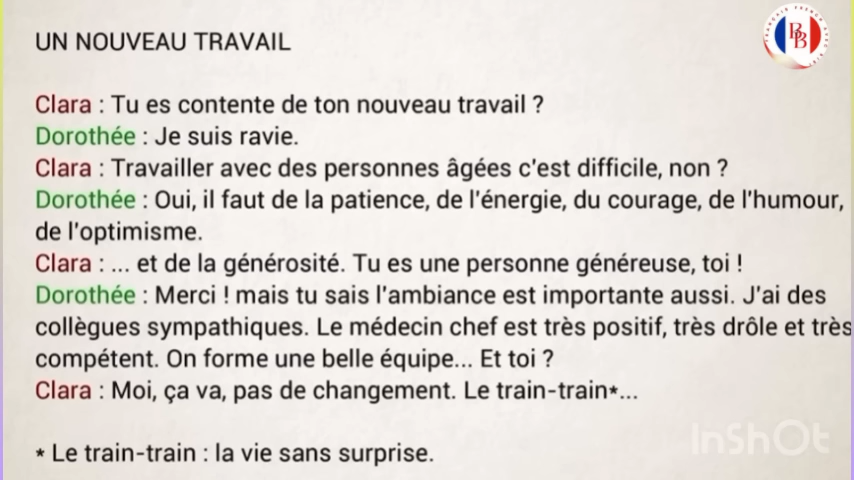 UN NOUVEAU TRAVAIL
Clara : Tu es contente de ton nouveau travail ?
Dorothée : Je suis ravie.
Clara : Travailler avec des personnes âgées c'est difficile, non ?
Dorothée : Oui, il faut de la patience, de l'énergie, du courage, de l'humour,
de l'optimisme.
Clara : ... et de la générosité. Tu es une personne généreuse, toi !
Dorothée : Merci ! mais tu sais l'ambiance est importante aussi. J'ai des
collègues sympathiques. Le médecin chef est très positif, très drôle et très
compétent. On forme une belle équipe... Et toi ?
Clara : Moi, ça va, pas de changement. Le train-train*...
* Le train-train : la vie sans surprise.
InShOt